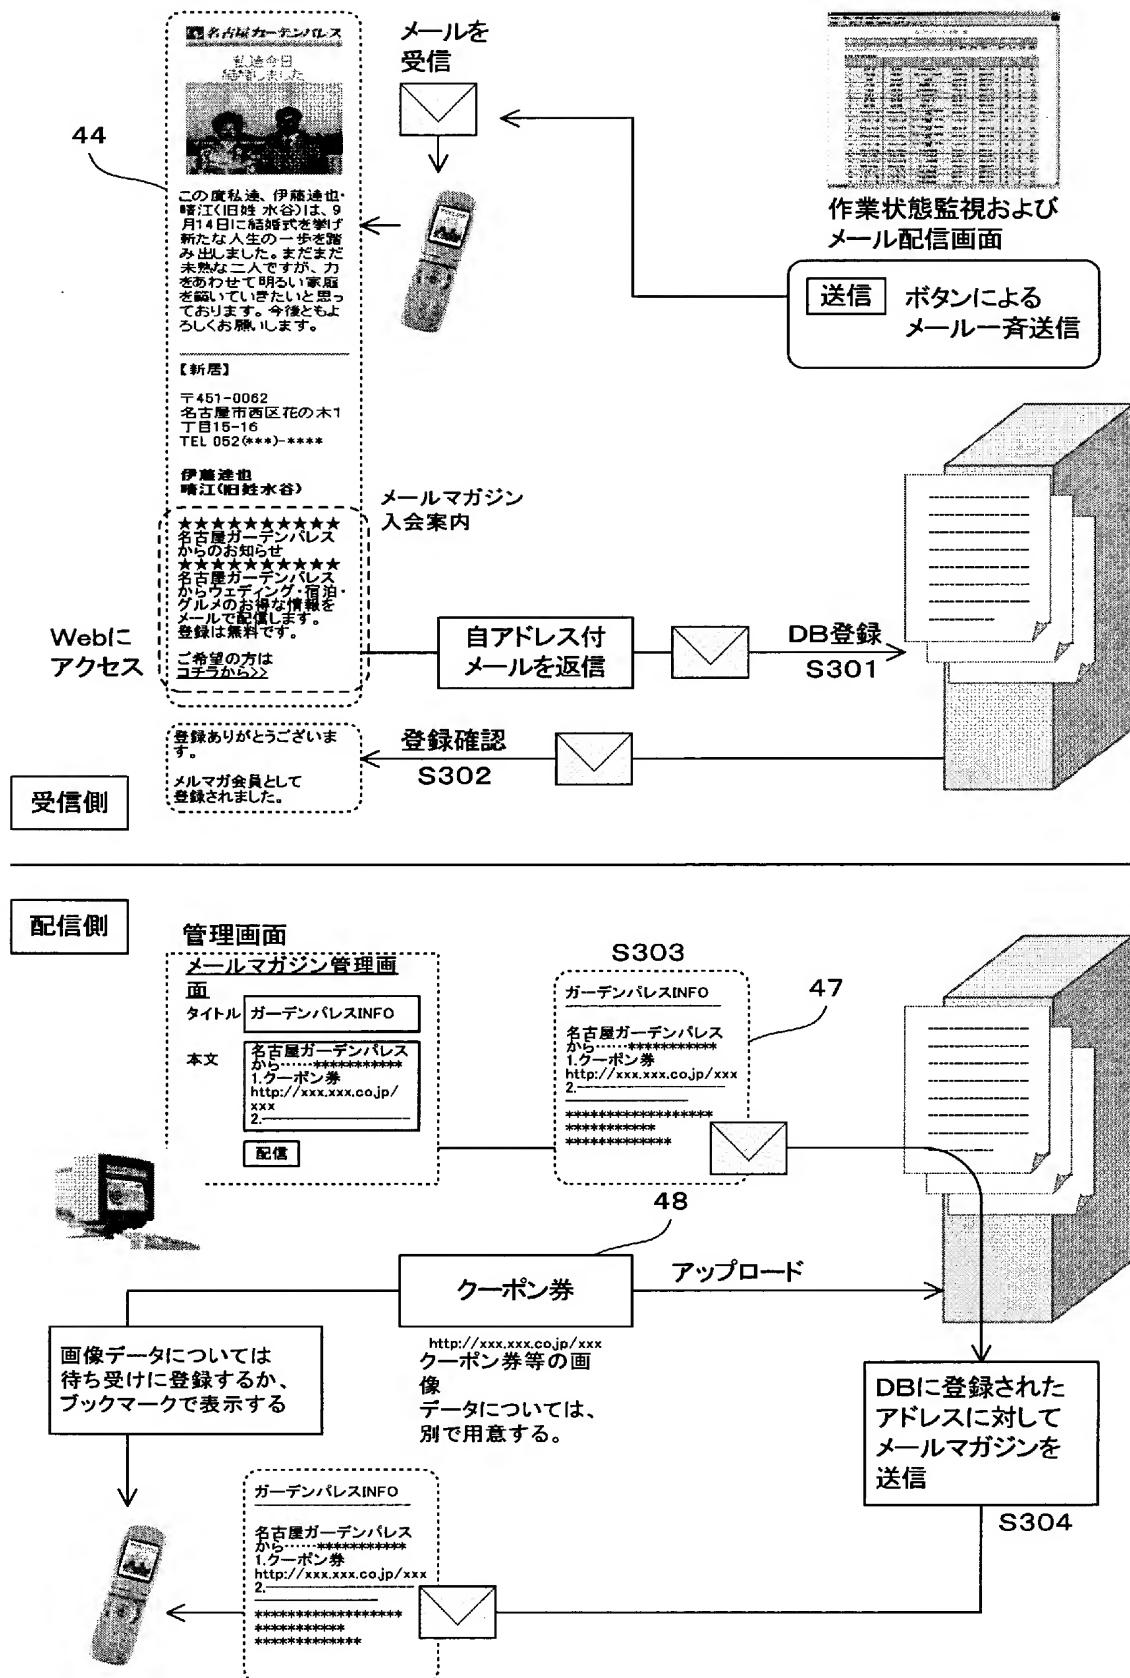 名古屋ガーデンパレス
私達今日
結婚しました
44
この度私達、伊藤達也・
晴江(旧姓 水谷)は、9
月14日に結婚式を挙げ
新たな人生の一歩を踏
み出しました。まだまだ
未熟な二人ですが、力
をあわせて明るい家庭
を築いていきたいと思っ
ております。今後ともよ
ろしくお願いします。
【新居】
〒451-0062
名古屋市西区花の木1
丁目15-16
TEL 052(***)-****
伊藤達也
晴江(旧姓水谷)
メールを
受信
作業状態監視および
メール配信画面
送信 ボタンによる
メール一斉送信
メールマガジン
入会案内
★★★★★★★★★★
名古屋ガーデンパレス
からのお知らせ
★★★★★★★★★★
名古屋ガーデンパレス
からウェディング・宿泊・
グルメのお得な情報を
メールで配信します。
登録は無料です。
ご希望の方は
コチラから>>
Webに
アクセス
自アドレス付
メールを返信
DB登録
S301
登録ありがとうございま
す。
メルマガ会員として
登録されました。
登録確認
S302
受信側
配信側
管理画面
メールマガジン管理画
面
タイトル ガーデンパレスINFO
本文
名古屋ガーデンパレス
から……***********
1.クーポン券
http://xxx.xxx.co.jp/
xxx
2.
配信
S303
47
ガーデンパレスINFO
名古屋ガーデンパレス
から……***********
1.クーポン券
http://xxx.xxx.co.jp/xxx
2.
******************
***********
*************
48
クーポン券
アップロード
http://xxx.xxx.co.jp/xxx
クーポン券等の画
像
データについては、
別で用意する。
画像データについては
待ち受けに登録するか、
ブックマークで表示する
DBに登録された
アドレスに対して
メールマガジンを
送信
S304
ガーデンパレスINFO
名古屋ガーデンパレス
から……***********
1.クーポン券
http://xxx.xxx.co.jp/xxx
2.
******************
***********
*************